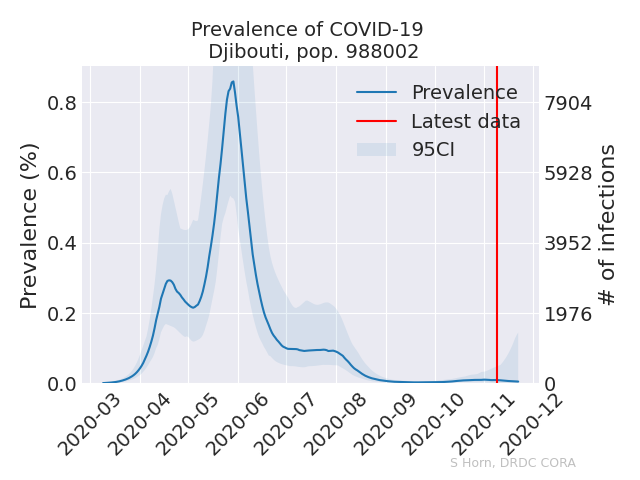 Prevalence of COVID-19
Djibouti, pop. 988002
Prevalence
Latest data
95CI
Prevalence (%)
0.8
0.6
0.4
0.2
0.0
7904
5928
3952
1976
0
# of infections
2020-03
2020-04
2020-05
2020-06
2020-07
2020-08
2020-09
2020-10
2020-11
2020-12
S Horn, DRDC CORA